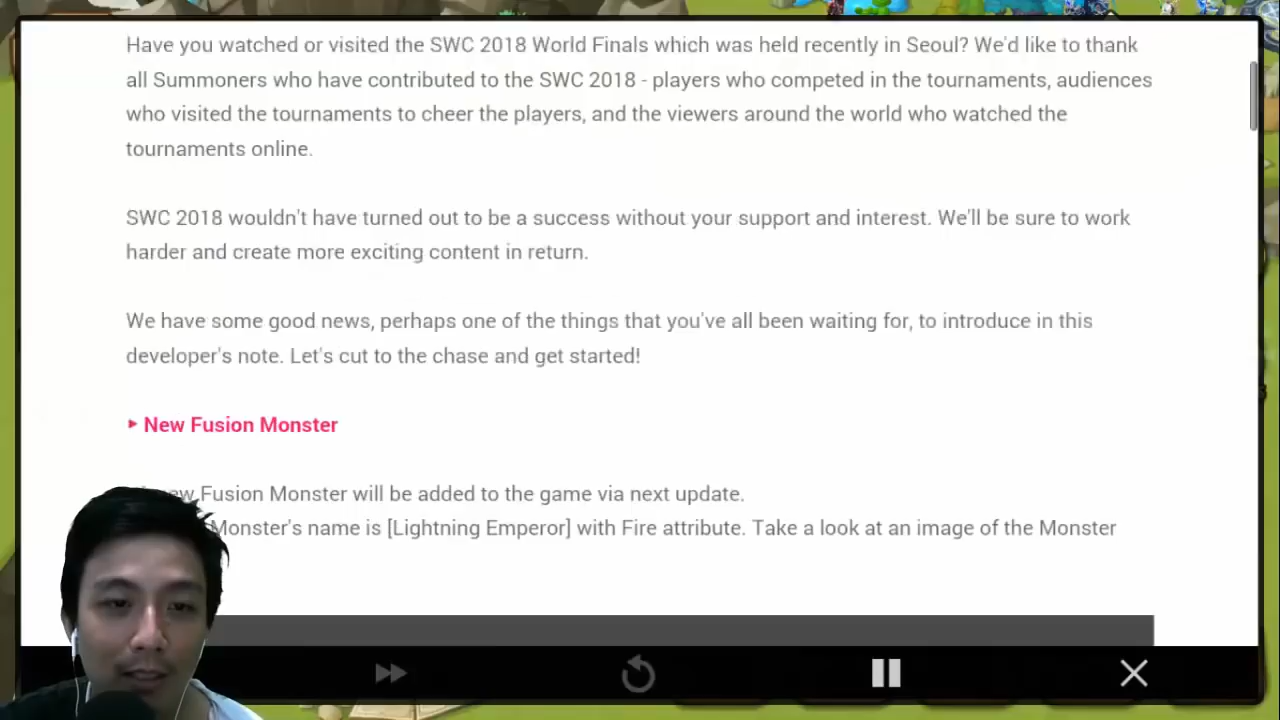 Have you watched or visited the SWC 2018 World Finals which was held recently in Seoul? We'd like to thank
all Summoners who have contributed to the SWC 2018 - players who competed in the tournaments, audiences
who visited the tournaments to cheer the players, and the viewers around the world who watched the
tournaments online.
SWC 2018 wouldn't have turned out to be a success without your support and interest. We'll be sure to work
harder and create more exciting content in return.
We have some good news, perhaps one of the things that you've all been waiting for, to introduce in this
developer's note. Let's cut to the chase and get started!
New Fusion Monster
Fusion Monster will be added to the game via next update.
Monster's name is [Lightning Emperor] with Fire attribute. Take a look at an image of the Monster